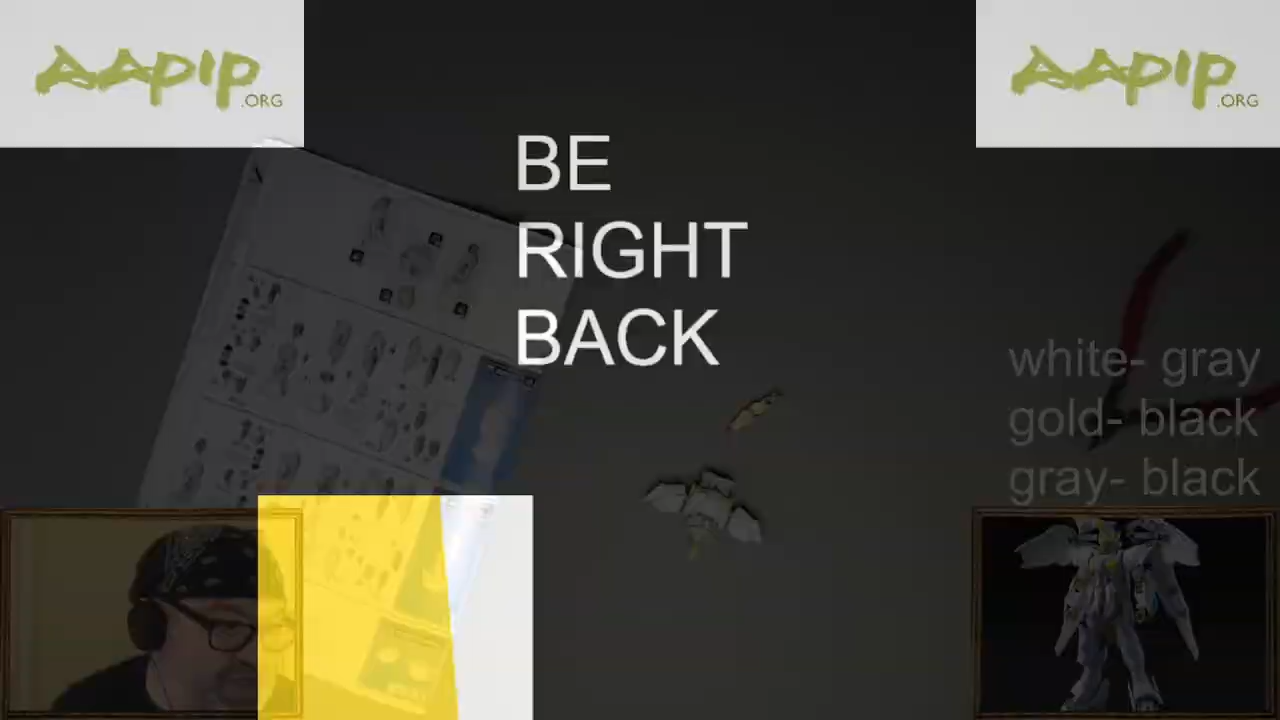 AAPIP
.ORG
AAPIP
.ORG
BE
RIGHT
BACK
white- gray
gold- black
gray- black